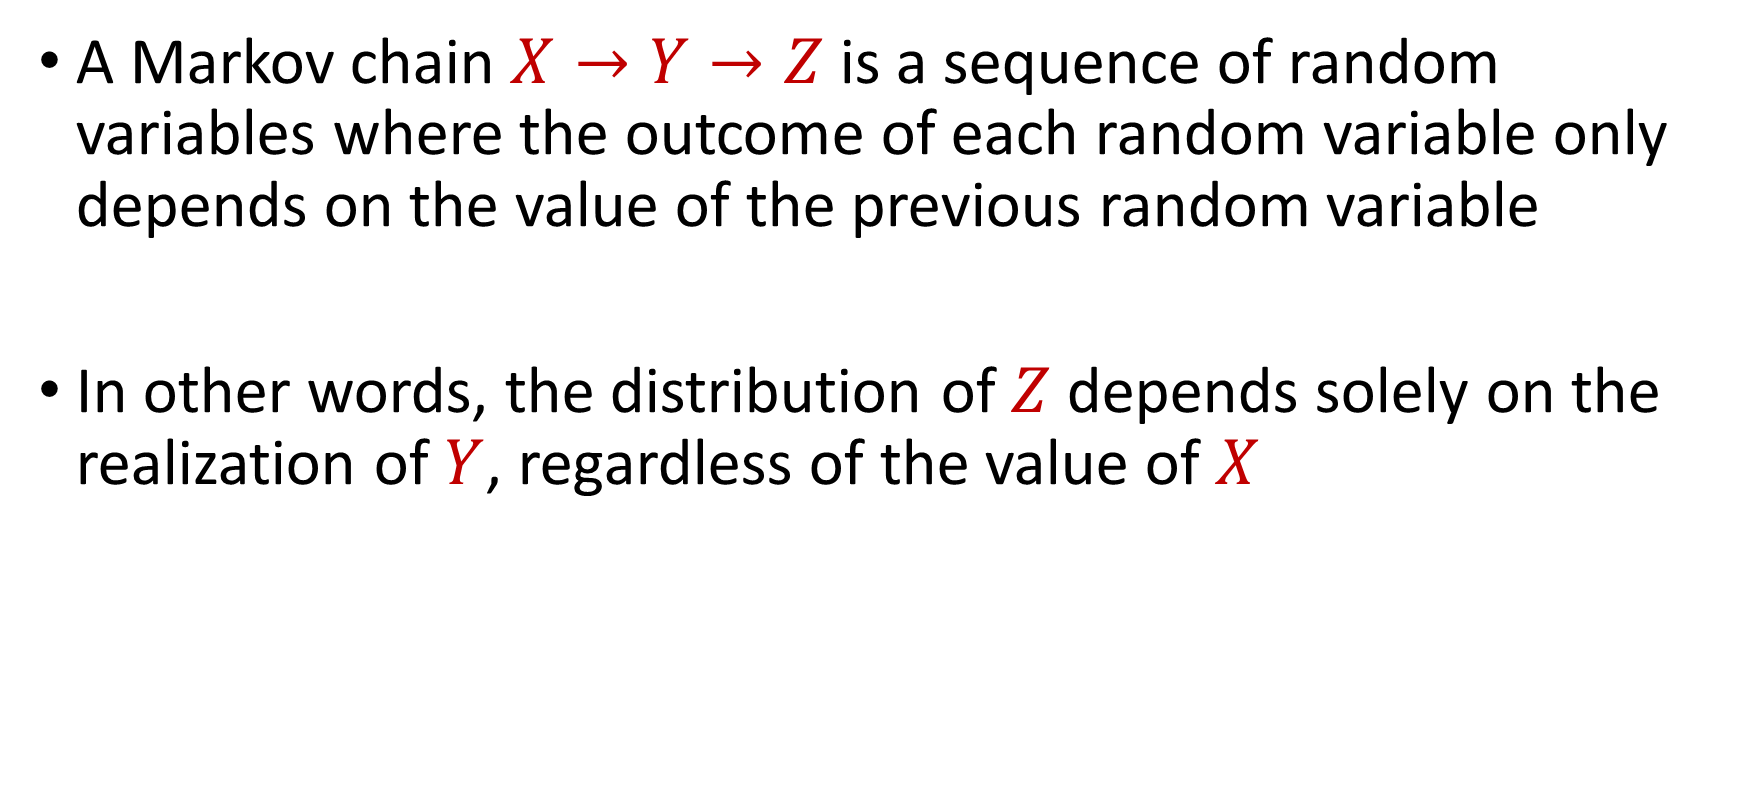 • A Markov chain X → Y → Z is a sequence of random
variables where the outcome of each random variable only
depends on the value of the previous random variable
• In other words, the distribution of Z depends solely on the
realization of Y, regardless of the value of X